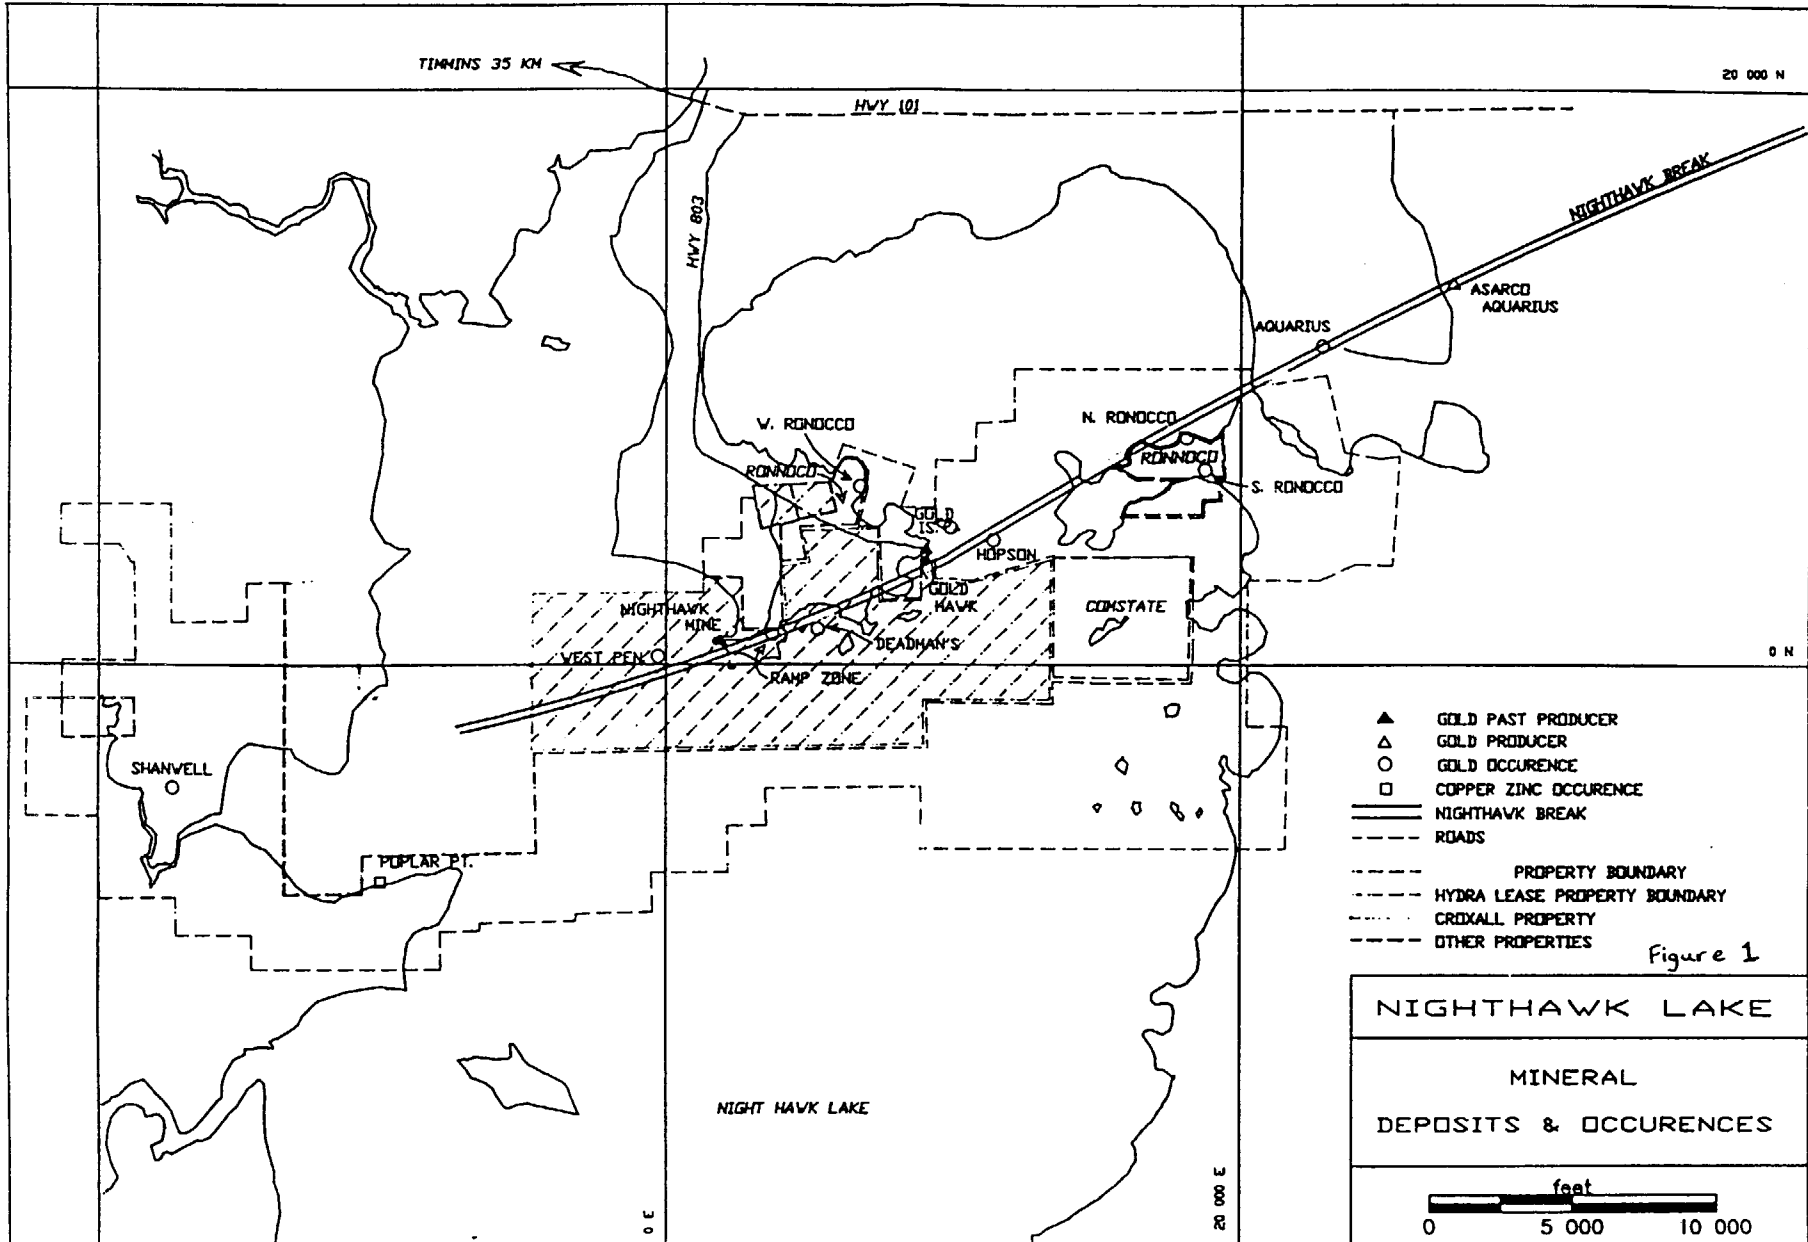 TIMMINS 35 KM
20 000 N
HWY 101
HWY 803
NIGHTHAWK BREAK
ASARCO
AQUARIUS
AQUARIUS
N. RONOCCO
W. RONOCCO
RONNOCO
RONNOCO
S. RONOCCO
GOLD
IS.
HOPSON
GOLD
HAWK
COMSTATE
NIGHTHAWK
MINE
DEADMAN'S
WEST PEN.
RAMP ZONE
0 N
SHANWELL
POPLAR PT.
GOLD PAST PRODUCER
GOLD PRODUCER
GOLD OCCURENCE
COPPER ZINC OCCURENCE
NIGHTHAWK BREAK
ROADS
PROPERTY BOUNDARY
HYDRA LEASE PROPERTY BOUNDARY
CROXALL PROPERTY
OTHER PROPERTIES
Figure 1
NIGHTHAWK LAKE
MINERAL
DEPOSITS & OCCURENCES
NIGHT HAWK LAKE
0 E
20 000 E
feet
0 5 000 10 000